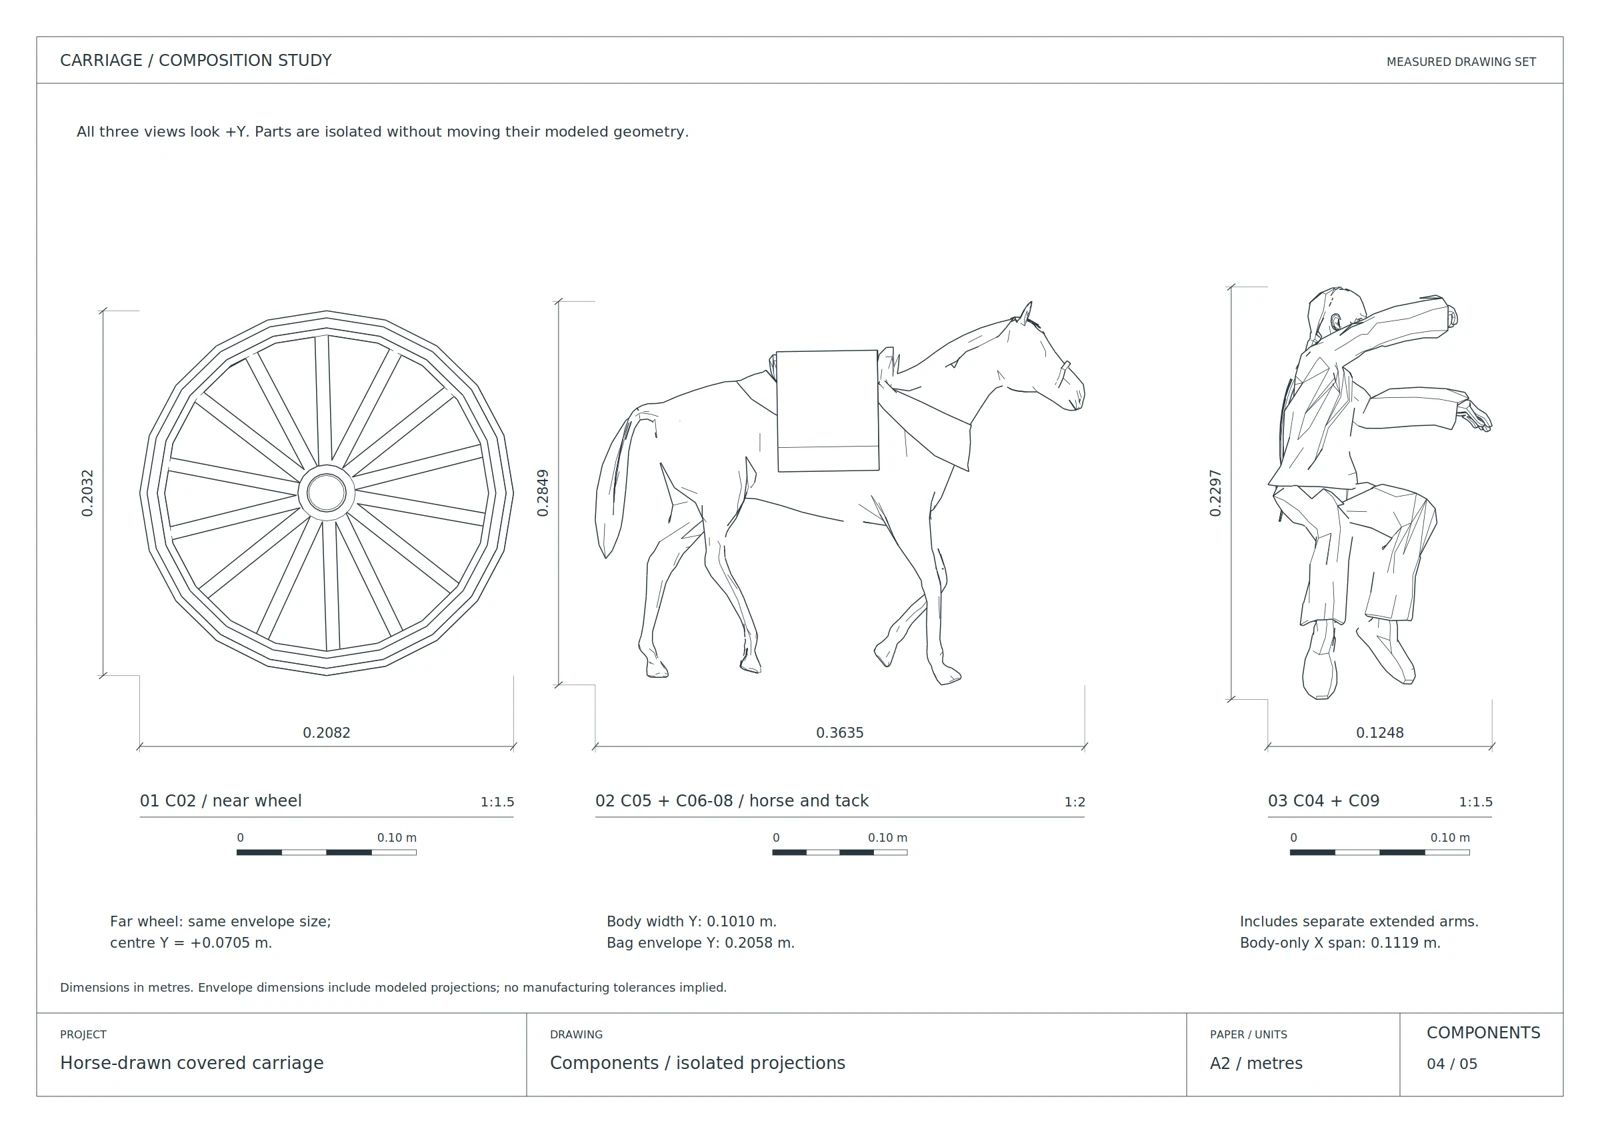 CARRIAGE / COMPOSITION STUDY
MEASURED DRAWING SET
All three views look +Y. Parts are isolated without moving their modeled geometry.
0.2032
0.2082
01 C02 / near wheel
1:1.5
0
0.10 m
0.2849
0.3635
02 C05 + C06-08 / horse and tack
1:2
0
0.10 m
0.2297
0.1248
03 C04 + C09
1:1.5
0
0.10 m
Far wheel: same envelope size;
centre Y = +0.0705 m.
Body width Y: 0.1010 m.
Bag envelope Y: 0.2058 m.
Includes separate extended arms.
Body-only X span: 0.1119 m.
Dimensions in metres. Envelope dimensions include modeled projections; no manufacturing tolerances implied.
PROJECT
Horse-drawn covered carriage
DRAWING
Components / isolated projections
PAPER / UNITS
A2 / metres
COMPONENTS
04 / 05